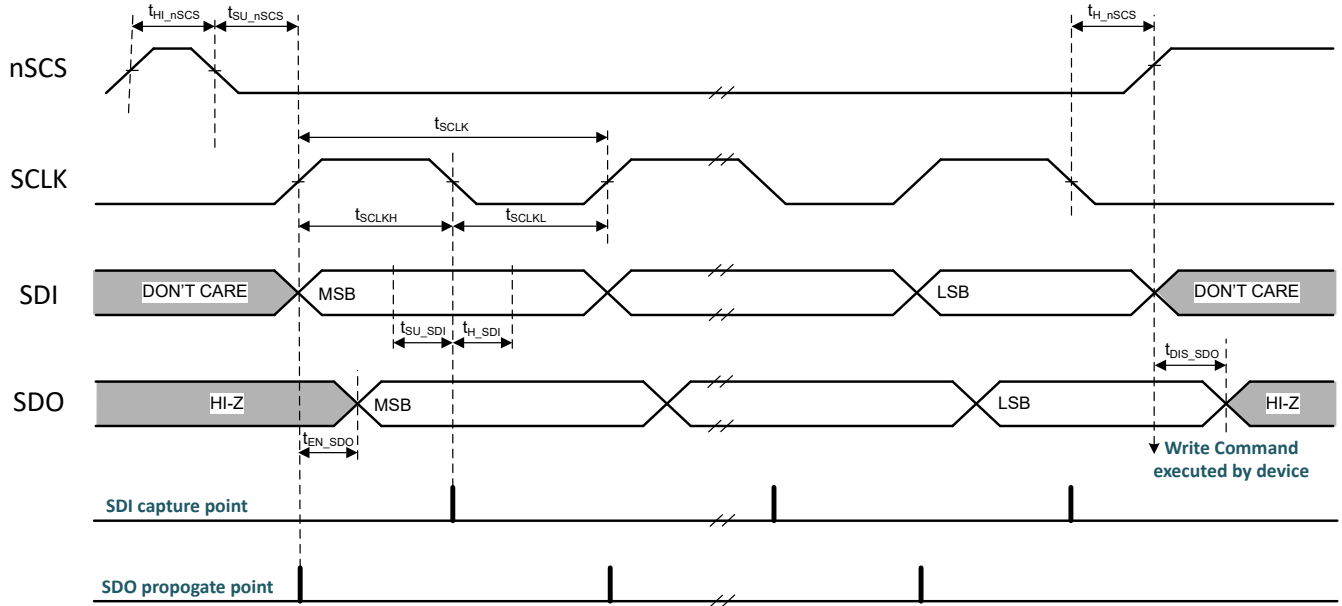 tHI_nSCS
tSU_nSCS
tH_nSCS
nSCS
tSCLK
SCLK
tSCLKH
tSCLKL
SDI
DON'T CARE
MSB
LSB
DON'T CARE
tSU_SDI
tH_SDI
tDIS_SDO
SDO
HI-Z
MSB
LSB
HI-Z
tEN_SDO
Write Command
executed by device
SDI capture point
SDO propogate point